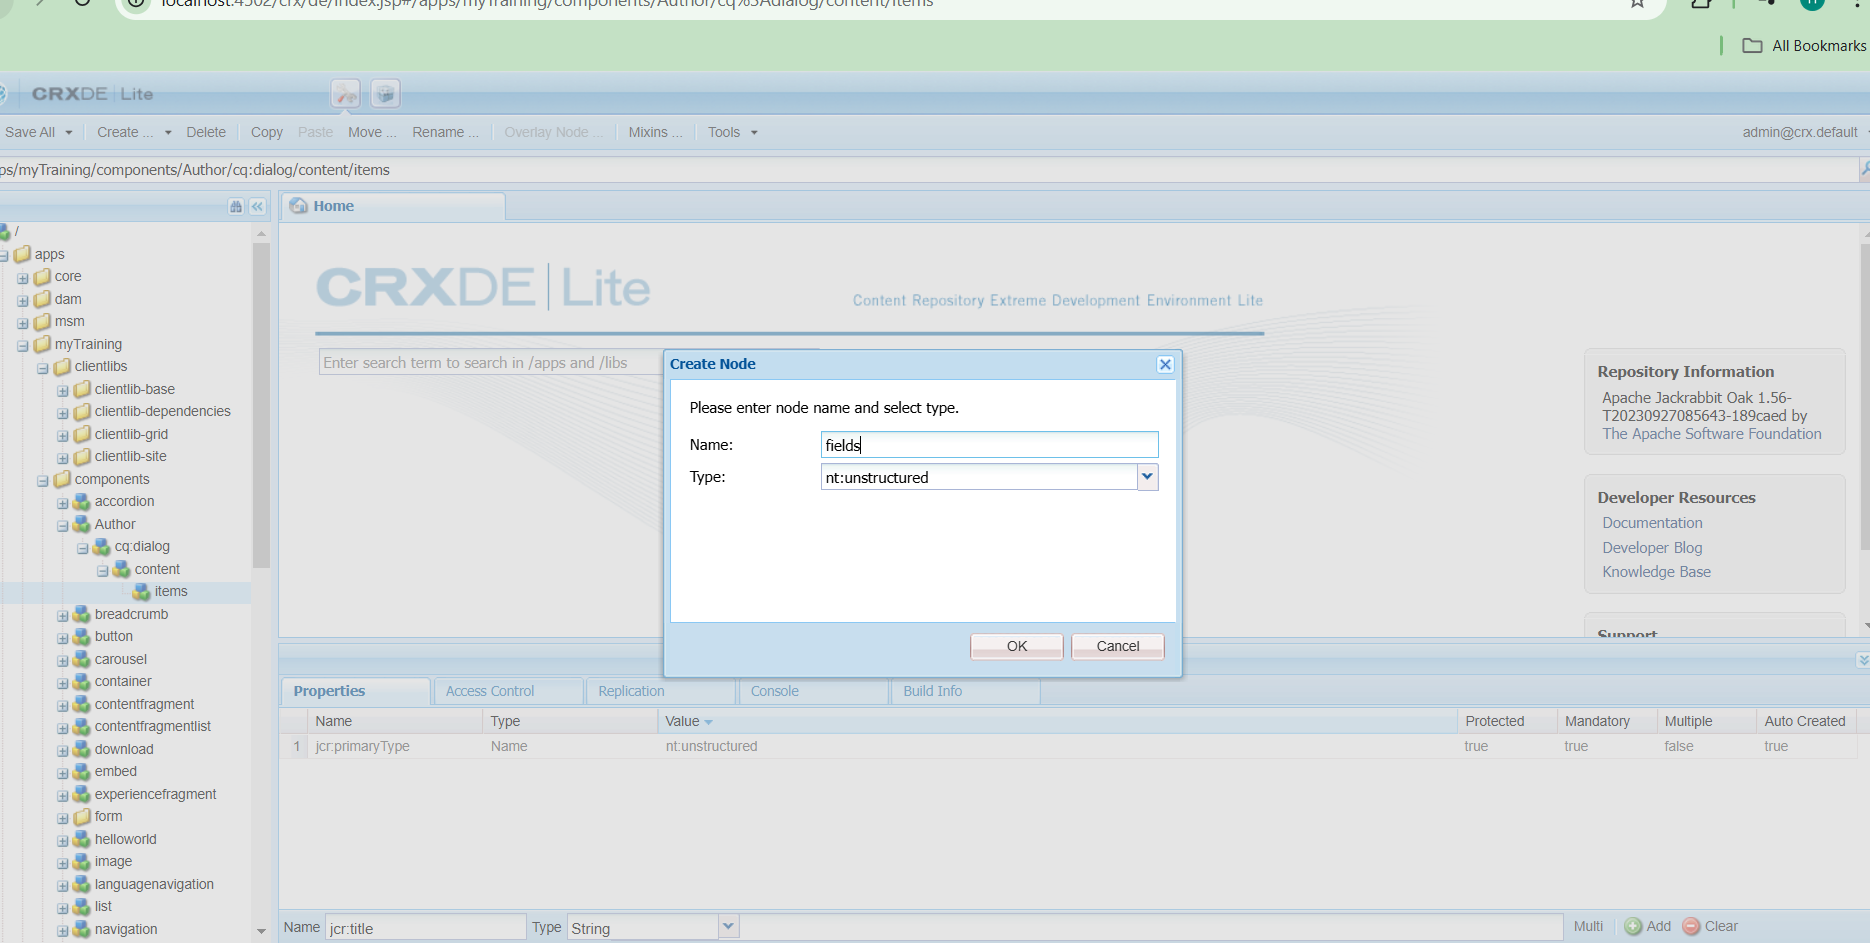 localhost:4502/crx/de/index.jsp#/apps/myTraining/components/Author/cq%3Adialog/content/items
All Bookmarks
CRXDE | Lite
Save All
Create ...
Delete
Copy
Paste
Move ...
Rename ...
Overlay Node ...
Mixins ...
Tools
admin@crx.default
ps/myTraining/components/Author/cq:dialog/content/items
Home
/
apps
core
dam
msm
myTraining
clientlibs
clientlib-base
clientlib-dependencies
clientlib-grid
clientlib-site
components
accordion
Author
cq:dialog
content
items
breadcrumb
button
carousel
container
contentfragment
contentfragmentlist
download
embed
experiencefragment
form
helloworld
image
languagenavigation
list
navigation
CRXDE | Lite
Content Repository Extreme Development Environment Lite
Enter search term to search in /apps and /libs
Create Node
Please enter node name and select type.
Name:
fields
Type:
nt:unstructured
OK
Cancel
Repository Information
Apache Jackrabbit Oak 1.56-
T20230927085643-189caed by
The Apache Software Foundation
Developer Resources
Documentation
Developer Blog
Knowledge Base
Support
Properties
Access Control
Replication
Console
Build Info
Name Type Value Protected Mandatory Multiple Auto Created
1 jcr:primaryType Name nt:unstructured true true false true
Name jcr:title Type String Multi Add Clear